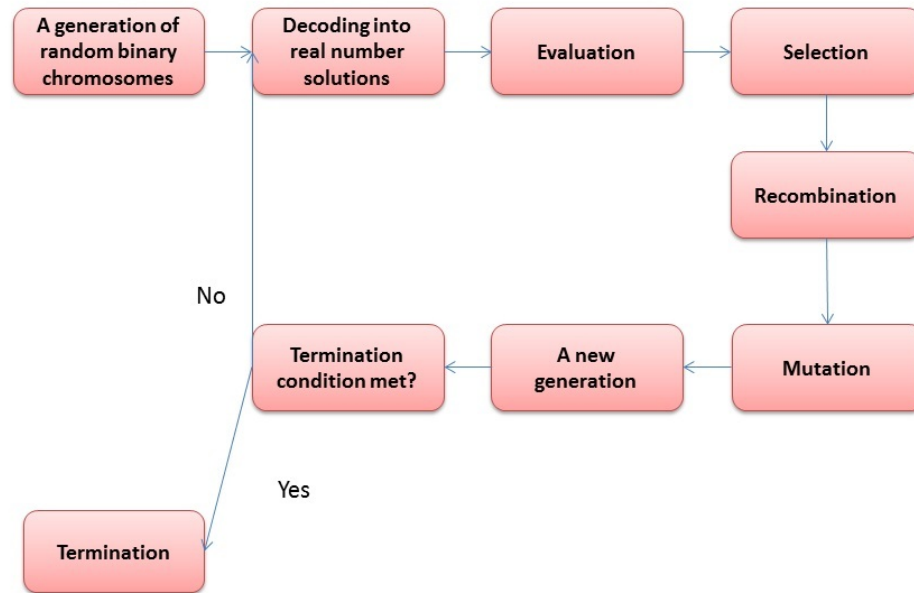 A generation of
random binary
chromosomes
Decoding into
real number
solutions
Evaluation
Selection
Recombination
No
Termination
condition met?
A new
generation
Mutation
Yes
Termination